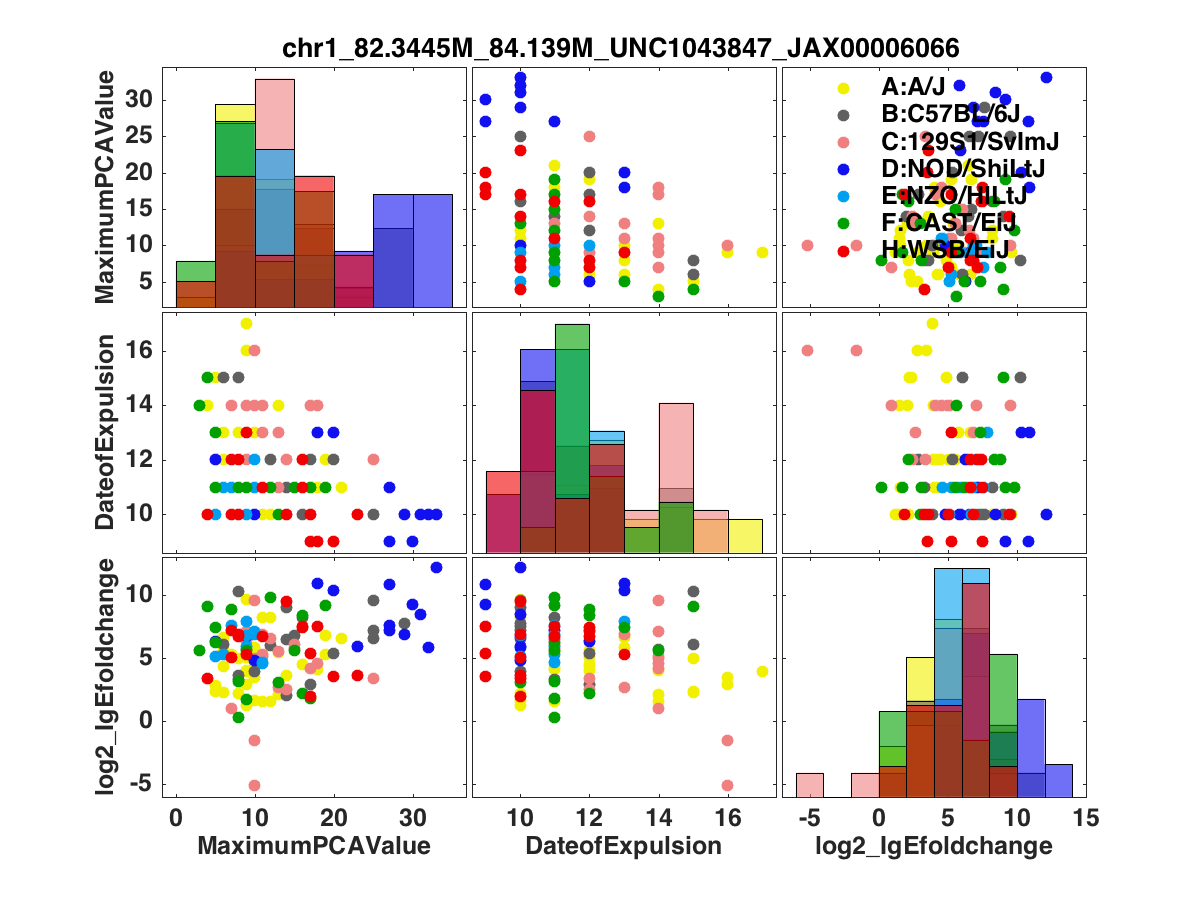 chr1_82.3445M_84.139M_UNC1043847_JAX00006066
MaximumPCAValue
30
25
20
15
10
5
A:A/J
B:C57BL/6J
C:129S1/SvImJ
D:NOD/ShiLtJ
E:NZO/HlLtJ
F:CAST/EiJ
H:WSB/EiJ
DateofExpulsion
16
14
12
10
log2_IgEfoldchange
10
5
0
-5
0 10 20 30
10 12 14 16
-5 0 5 10 15
MaximumPCAValue
DateofExpulsion
log2_IgEfoldchange